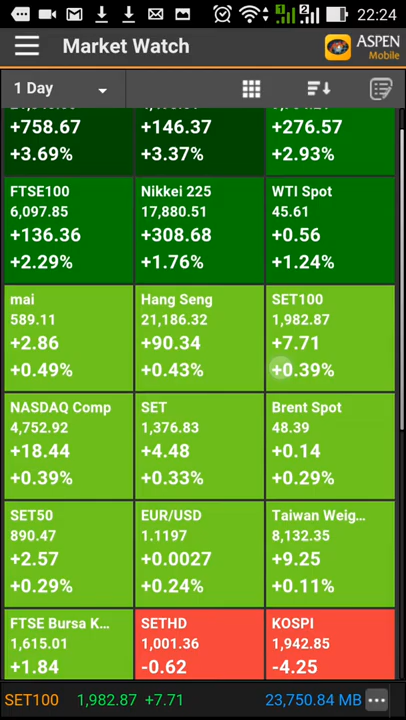 22:24
Market Watch
ASPEN
Mobile
1 Day
+758.67
+3.69%
+146.37
+3.37%
+276.57
+2.93%
FTSE100
6,097.85
+136.36
+2.29%
Nikkei 225
17,880.51
+308.68
+1.76%
WTI Spot
45.61
+0.56
+1.24%
mai
589.11
+2.86
+0.49%
Hang Seng
21,186.32
+90.34
+0.43%
SET100
1,982.87
+7.71
+0.39%
NASDAQ Comp
4,752.92
+18.44
+0.39%
SET
1,376.83
+4.48
+0.33%
Brent Spot
48.39
+0.14
+0.29%
SET50
890.47
+2.57
+0.29%
EUR/USD
1.1197
+0.0027
+0.24%
Taiwan Weig...
8,132.35
+9.25
+0.11%
FTSE Bursa K...
1,615.01
+1.84
SETHD
1,001.36
-0.62
KOSPI
1,942.85
-4.25
SET100 1,982.87 +7.71 23,750.84 MB